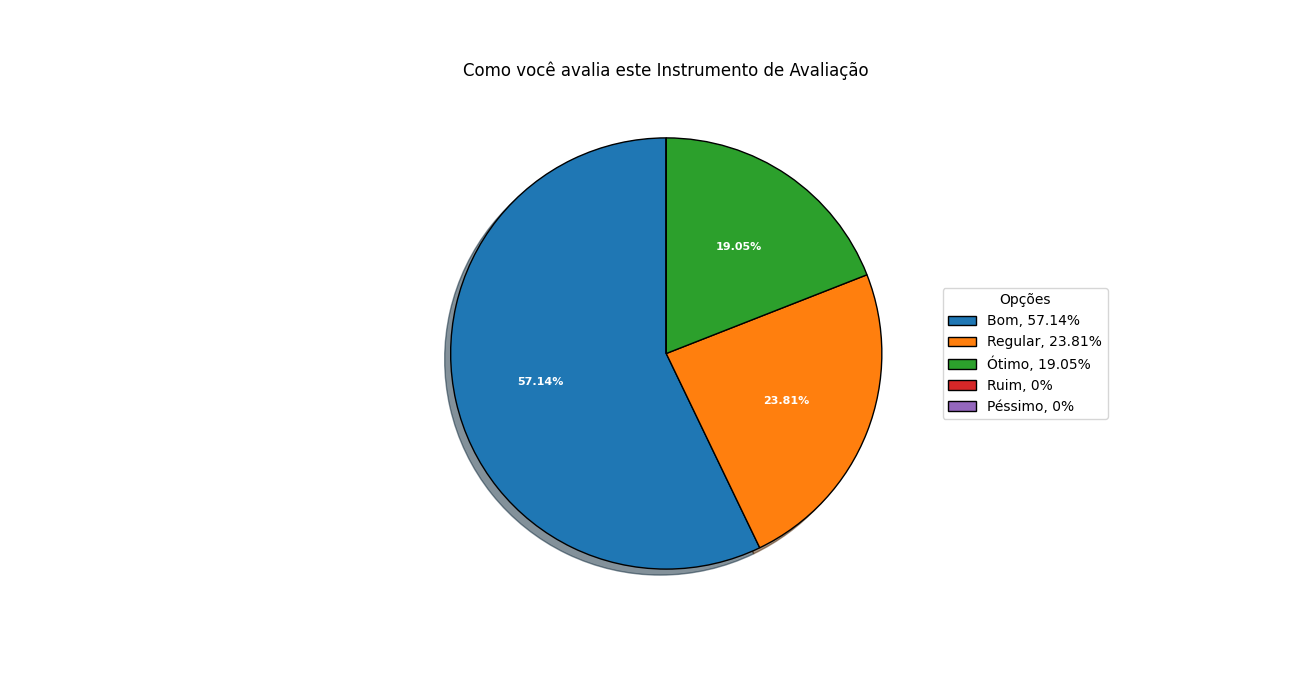 Como você avalia este Instrumento de Avaliação
19.05%
57.14%
23.81%
Opções
Bom, 57.14%
Regular, 23.81%
Ótimo, 19.05%
Ruim, 0%
Péssimo, 0%